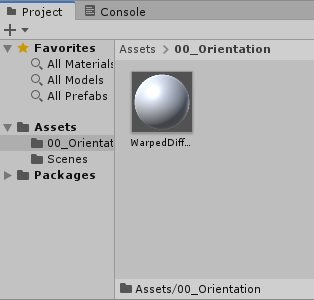 Project
Console
Favorites
All Materials
All Models
All Prefabs
Assets
00_Orientat
Scenes
Packages
Assets > 00_Orientation
WarpedDiff...
Assets/00_Orientation